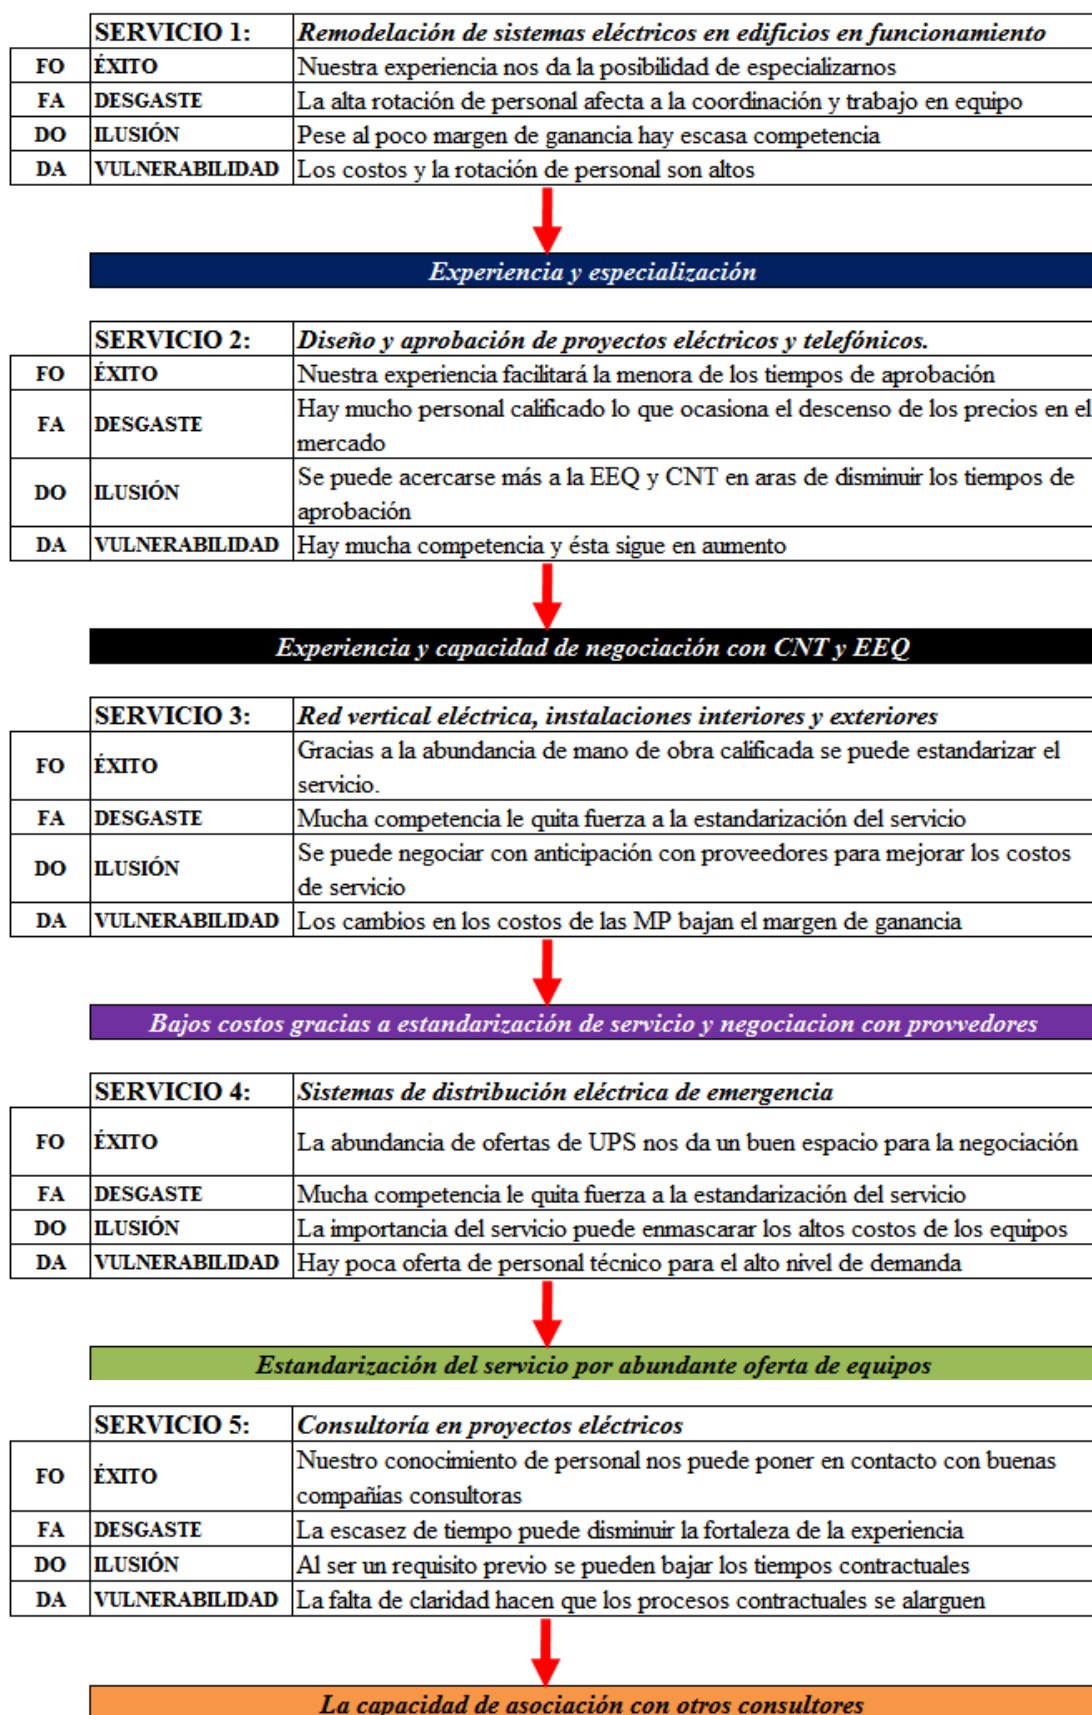 SERVICIO 1: Remodelación de sistemas eléctricos en edificios en funcionamiento
FO ÉXITO Nuestra experiencia nos da la posibilidad de especializarnos
FA DESGASTE La alta rotación de personal afecta a la coordinación y trabajo en equipo
DO ILUSIÓN Pese al poco margen de ganancia hay escasa competencia
DA VULNERABILIDAD Los costos y la rotación de personal son altos
Experiencia y especialización
SERVICIO 2: Diseño y aprobación de proyectos eléctricos y telefónicos.
FO ÉXITO Nuestra experiencia facilitará la menora de los tiempos de aprobación
FA DESGASTE Hay mucho personal calificado lo que ocasiona el descenso de los precios en el
mercado
DO ILUSIÓN Se puede acercarse más a la EEQ y CNT en aras de disminuir los tiempos de
aprobación
DA VULNERABILIDAD Hay mucha competencia y ésta sigue en aumento
Experiencia y capacidad de negociación con CNT y EEQ
SERVICIO 3: Red vertical eléctrica, instalaciones interiores y exteriores
FO ÉXITO Gracias a la abundancia de mano de obra calificada se puede estandarizar el
servicio.
FA DESGASTE Mucha competencia le quita fuerza a la estandarización del servicio
DO ILUSIÓN Se puede negociar con anticipación con proveedores para mejorar los costos
de servicio
DA VULNERABILIDAD Los cambios en los costos de las MP bajan el margen de ganancia
Bajos costos gracias a estandarización de servicio y negociacion con provvedores
SERVICIO 4: Sistemas de distribución eléctrica de emergencia
FO ÉXITO La abundancia de ofertas de UPS nos da un buen espacio para la negociación
FA DESGASTE Mucha competencia le quita fuerza a la estandarización del servicio
DO ILUSIÓN La importancia del servicio puede enmascarar los altos costos de los equipos
DA VULNERABILIDAD Hay poca oferta de personal técnico para el alto nivel de demanda
Estandarización del servicio por abundante oferta de equipos
SERVICIO 5: Consultoría en proyectos eléctricos
FO ÉXITO Nuestro conocimiento de personal nos puede poner en contacto con buenas
compañías consultoras
FA DESGASTE La escasez de tiempo puede disminuir la fortaleza de la experiencia
DO ILUSIÓN Al ser un requisito previo se pueden bajar los tiempos contractuales
DA VULNERABILIDAD La falta de claridad hacen que los procesos contractuales se alarguen
La capacidad de asociación con otros consultores